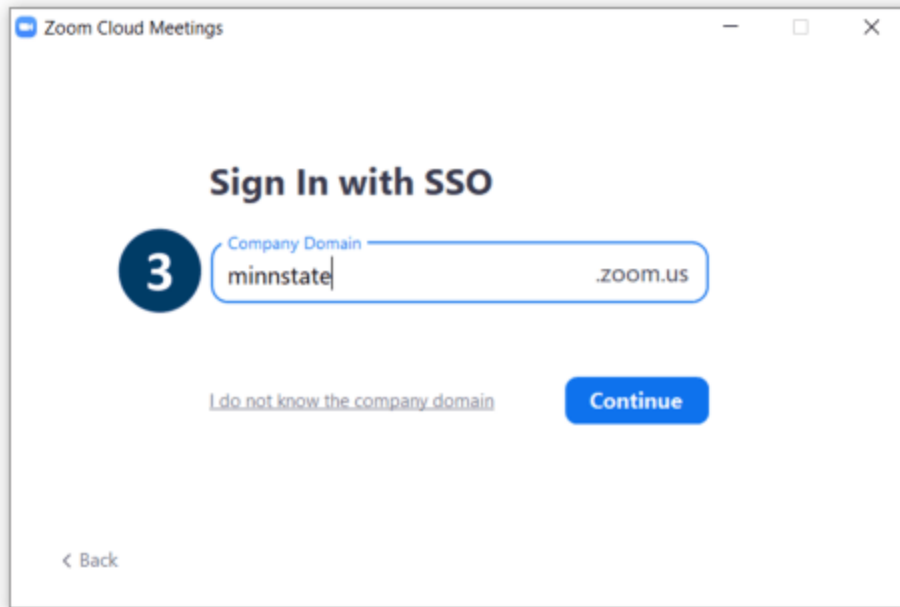 Zoom Cloud Meetings
Sign In with SSO
Company Domain
3
minnstate
.zoom.us
I do not know the company domain
Continue
< Back